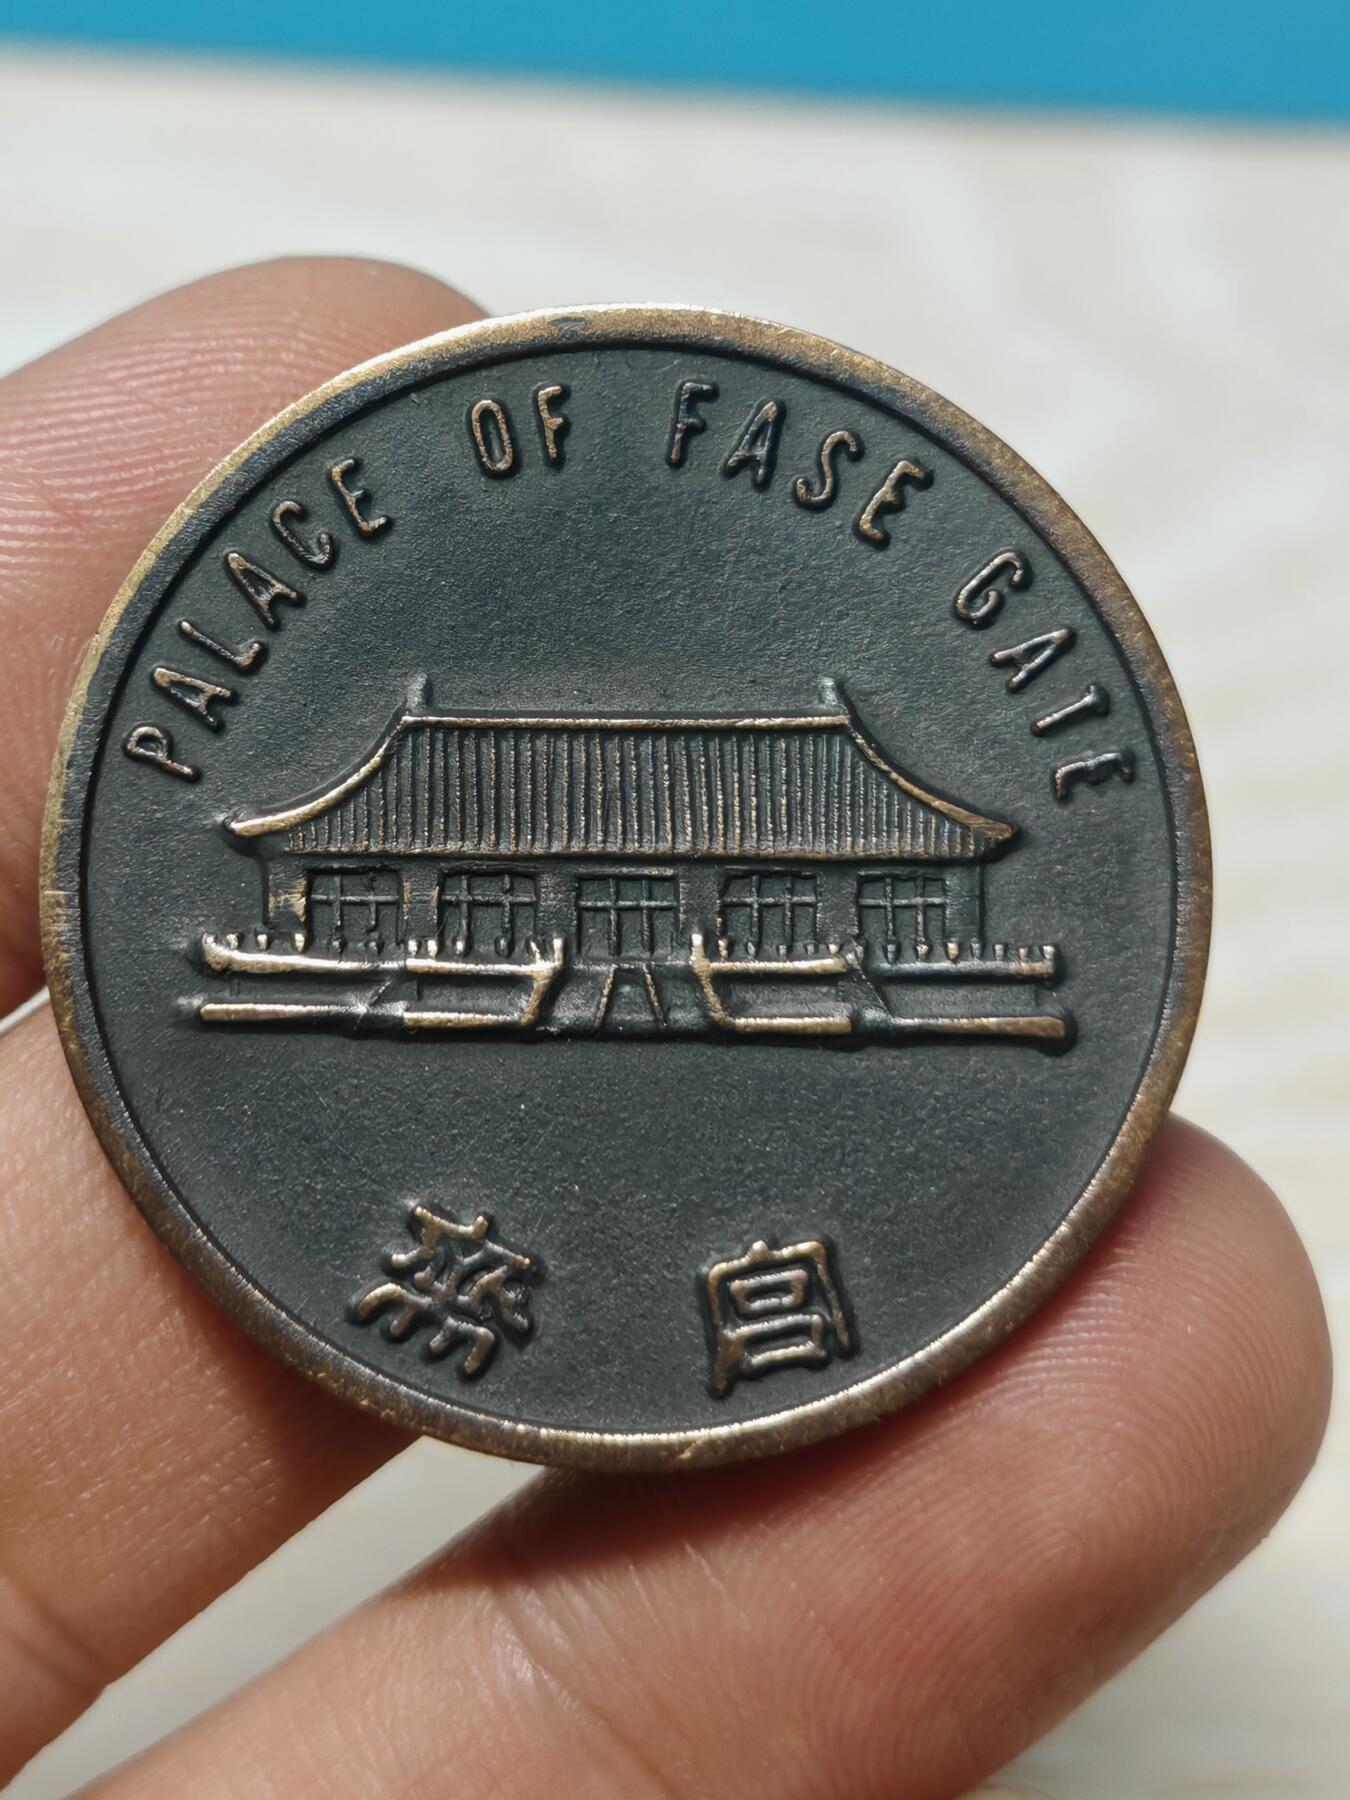 PALACE OF FASE GATE
斋宫